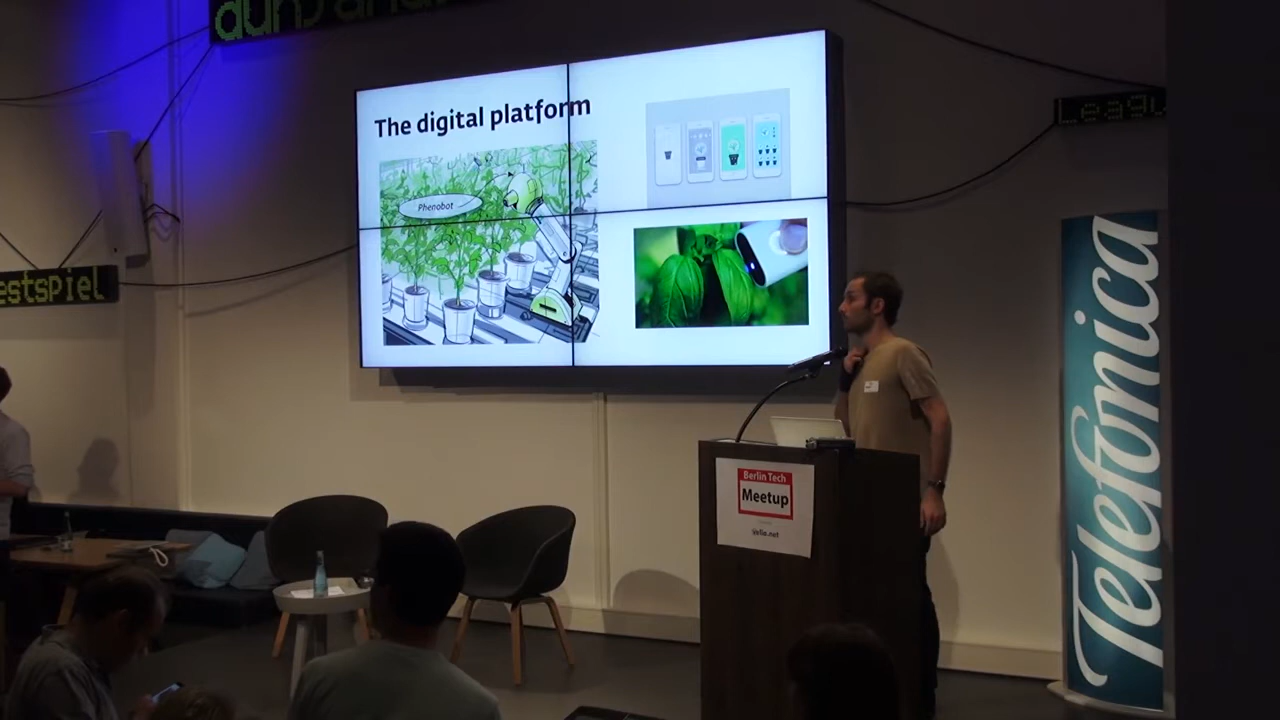 The digital platform
Phenobot
estspiel
Berlin Tech
Meetup
Telefónica